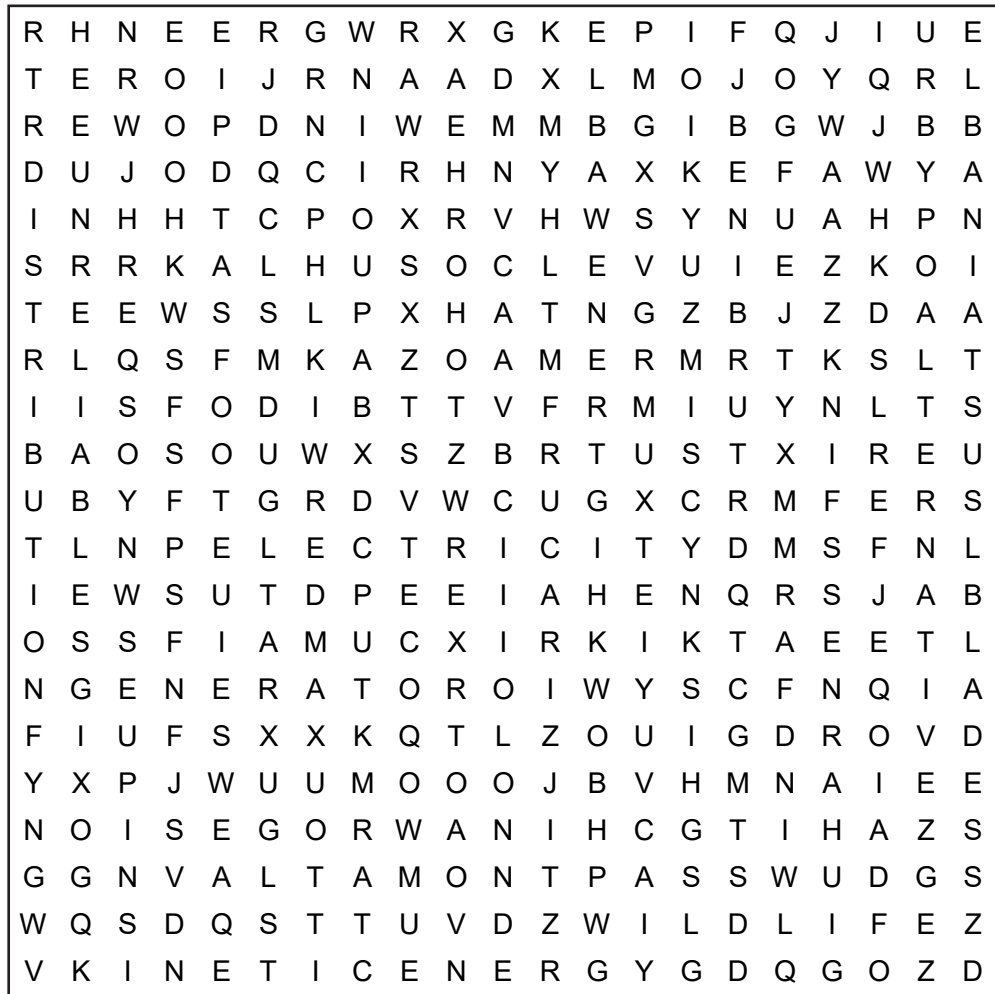 R H N E E R G W R X G K E P I F Q J I U E
T E R O I J R N A A D X L M O J O Y Q R L
R E W O P D N I W E M M B G I B G W J B B
D U J O D Q C I R H N Y A X K E F A W Y A
I N H H T C P O X R V H W S Y N U A H P N
S R R K A L H U S O C L E V U I E Z K O I
T E E W S S L P X H A T N G Z B J Z D A A
R L Q S F M K A Z O A M E R M R T K S L T
I I S F O D I B T T V F R M I U Y N L T S
B A O S O U W X S Z B R T U S T X I R E U
U B Y F T G R D V W C U G X C R M F E R S
T L N P E L E C T R I C I T Y D M S F N L
I E W S U T D P E E I A H E N Q R S J A B
O S S F I A M U C X I R K I K T A E E T L
N G E N E R A T O R O I W Y S C F N Q I A
F I U F S X X K Q T L Z O U I G D R O V D
Y X P J W U U M O O O J B V H M N A I E E
N O I S E G O R W A N I H C G T I H A Z S
G G N V A L T A M O N T P A S S W U D G S
W Q S D Q S T T U V D Z W I L D L I F E Z
V K I N E T I C E N E R G Y G D Q G O Z D